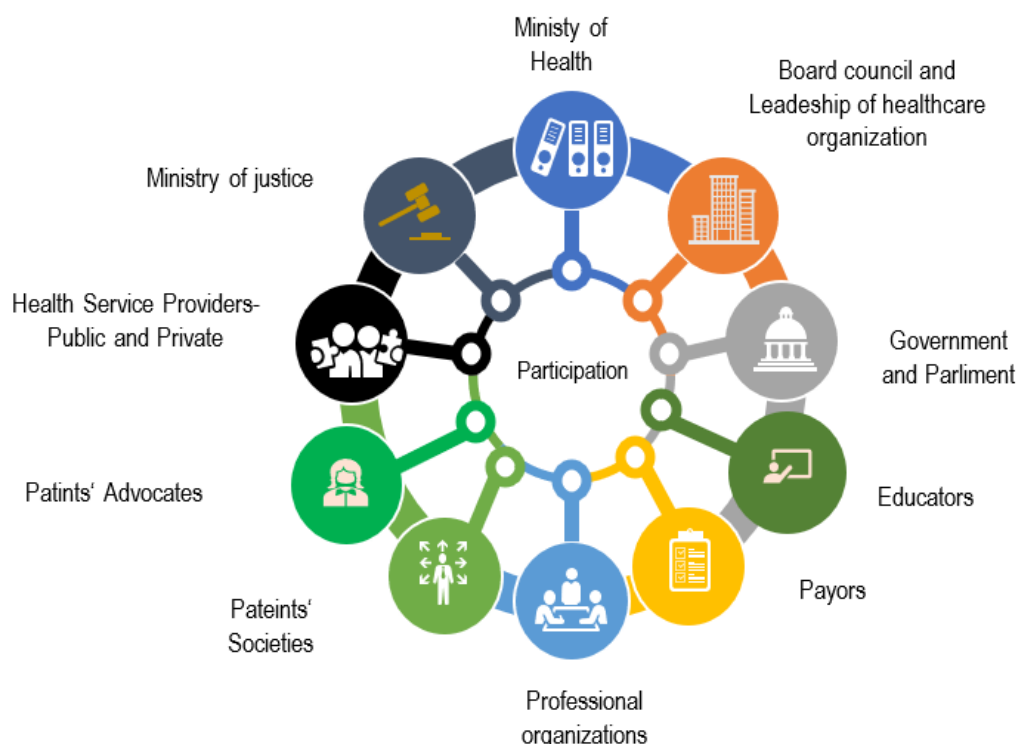 Ministy of
Health
Board council and
Leadeship of healthcare
organization
Ministry of justice
Health Service Providers-
Public and Private
Participation
Government
and Parliment
Patints‘ Advocates
Educators
Payors
Pateints‘
Societies
Professional
organizations